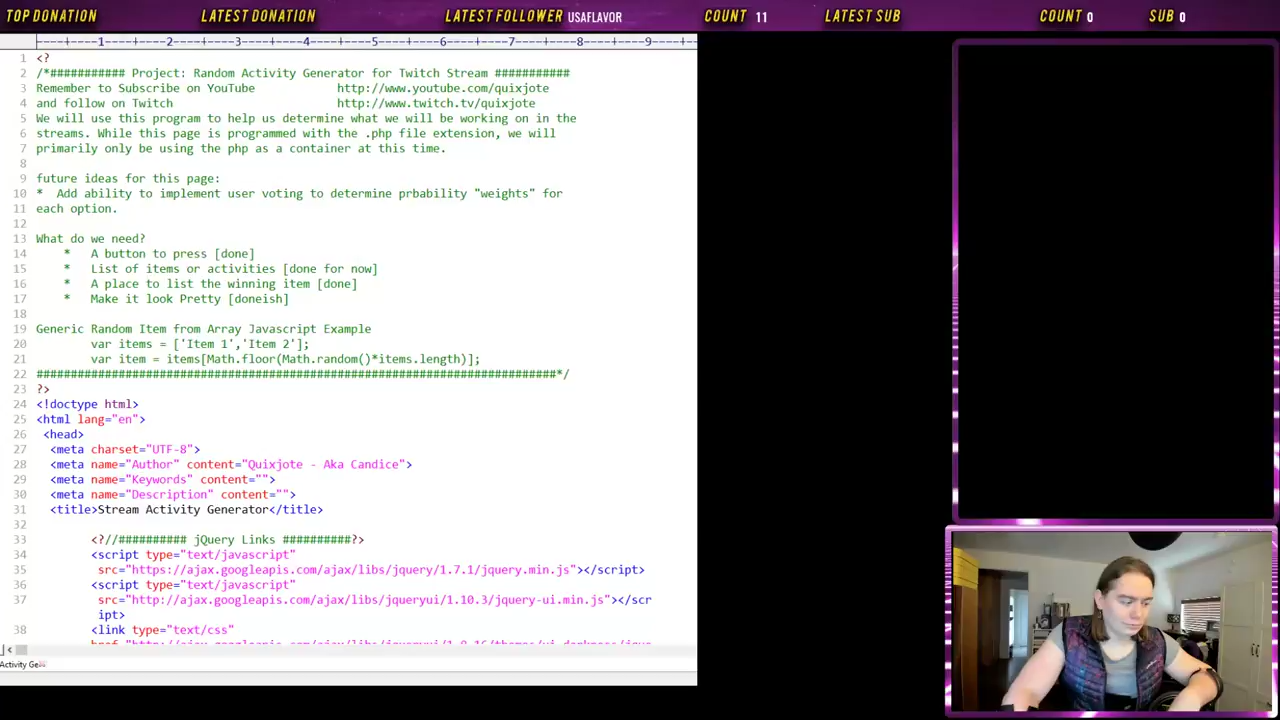 TOP DONATION LATEST DONATION LATEST FOLLOWER USAFLAVOR COUNT 11 LATEST SUB COUNT 0 SUB 0
----+----1----+----2----+----3----+----4----+----5----+----6----+----7----+----8----+----9----+--
1 <?
2 /*########### Project: Random Activity Generator for Twitch Stream ###########
3 Remember to Subscribe on YouTube http://www.youtube.com/quixjote
4 and follow on Twitch http://www.twitch.tv/quixjote
5 We will use this program to help us determine what we will be working on in the
6 streams. While this page is programmed with the .php file extension, we will
7 primarily only be using the php as a container at this time.
8
9 future ideas for this page:
10 * Add ability to implement user voting to determine prbability "weights" for
11 each option.
12
13 What do we need?
14 * A button to press [done]
15 * List of items or activities [done for now]
16 * A place to list the winning item [done]
17 * Make it look Pretty [doneish]
18
19 Generic Random Item from Array Javascript Example
20 var items = ['Item 1','Item 2'];
21 var item = items[Math.floor(Math.random()*items.length)];
22 ############################################################################*/
23 ?>
24 <!doctype html>
25 <html lang="en">
26 <head>
27 <meta charset="UTF-8">
28 <meta name="Author" content="Quixjote - Aka Candice">
29 <meta name="Keywords" content="">
30 <meta name="Description" content="">
31 <title>Stream Activity Generator</title>
32
33 <?//########## jQuery Links ##########?>
34 <script type="text/javascript"
35 src="https://ajax.googleapis.com/ajax/libs/jquery/1.7.1/jquery.min.js"></script>
36 <script type="text/javascript"
37 src="http://ajax.googleapis.com/ajax/libs/jqueryui/1.10.3/jquery-ui.min.js"></scr
ipt>
38 <link type="text/css"
Activity Ge